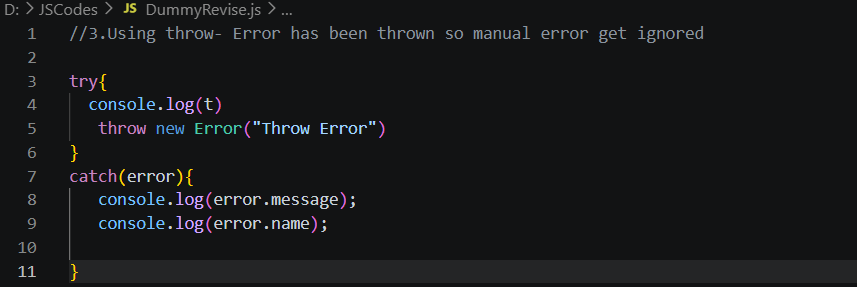 D: > JSCodes > JS DummyRevise.js > ...
1 //3.Using throw- Error has been thrown so manual error get ignored
2
3 try{
4 console.log(t)
5 throw new Error("Throw Error")
6 }
7 catch(error){
8 console.log(error.message);
9 console.log(error.name);
10
11 }